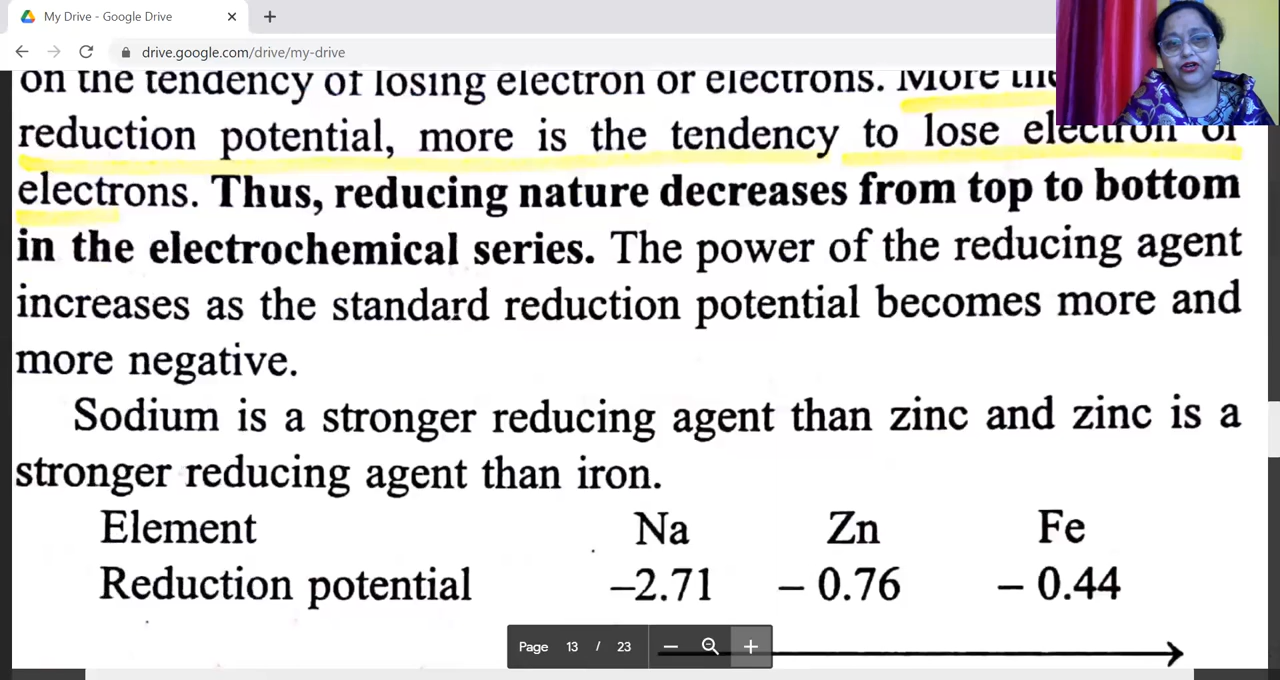 My Drive - Google Drive
drive.google.com/drive/my-drive
on the tendency of losing electron or electrons. More the
reduction potential, more is the tendency to lose electron or
electrons. Thus, reducing nature decreases from top to bottom
in the electrochemical series. The power of the reducing agent
increases as the standard reduction potential becomes more and
more negative.
Sodium is a stronger reducing agent than zinc and zinc is a
stronger reducing agent than iron.
Element Na Zn Fe
Reduction potential –2.71 – 0.76 – 0.44
Page 13 / 23